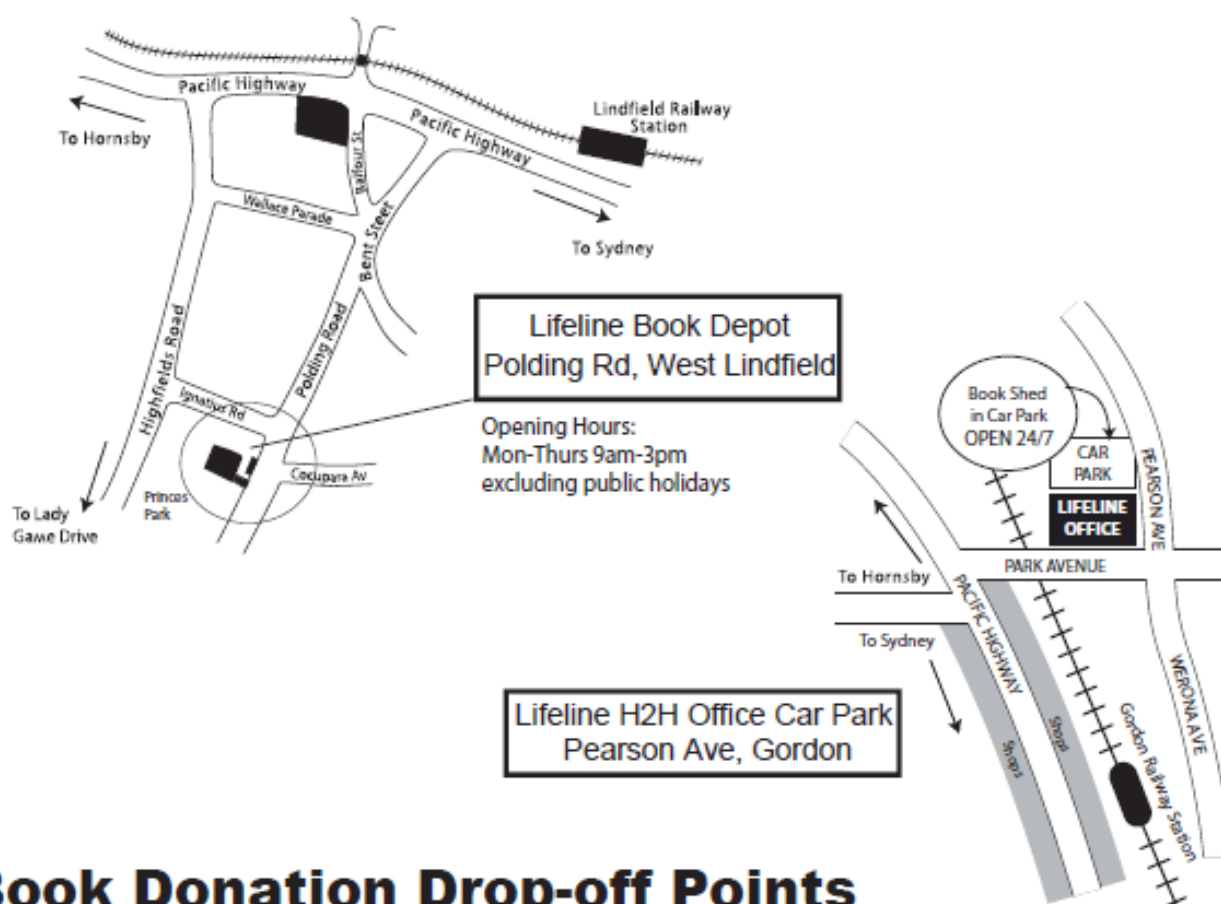 Pacific Highway
To Hornsby
Lindfield Railway
Station
Pacific Highway
Balfour St
Wallace Parade
To Sydney
Bent Steet
Highfields Road
Polding Road
Ignatius Rd
Cocupara Av
Princes
Park
To Lady
Game Drive
Lifeline Book Depot
Polding Rd, West Lindfield
Opening Hours:
Mon-Thurs 9am-3pm
excluding public holidays
Book Shed
in Car Park
OPEN 24/7
CAR
PARK
LIFELINE
OFFICE
PEARSON AVE
PARK AVENUE
To Hornsby
PACIFIC HIGHWAY
To Sydney
WERONA AVE
Shops
Shops
Gordon Railway Station
Lifeline H2H Office Car Park
Pearson Ave, Gordon
Book Donation Drop-off Points